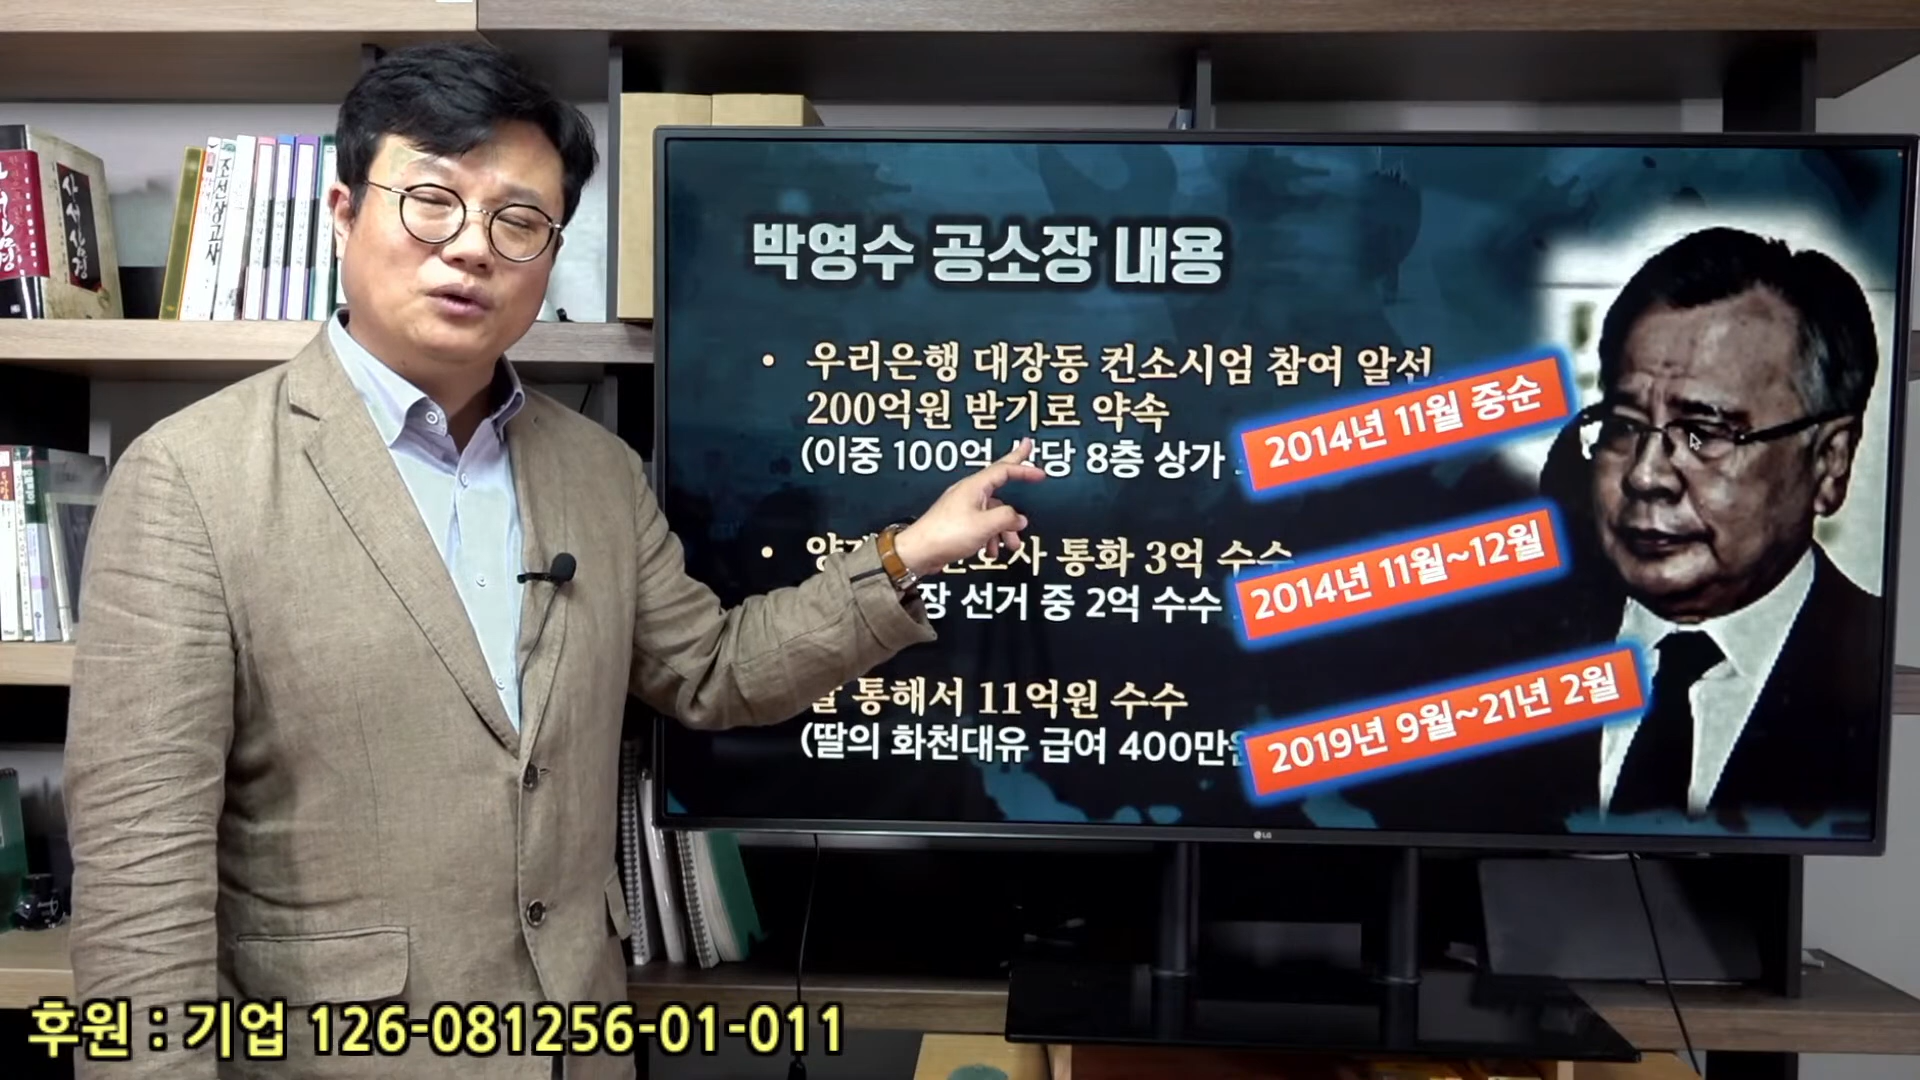 박영수 공소장 내용
• 우리은행 대장동 컨소시엄 참여 알선,
200억원 받기로 약속
(이중 100억 상당 8층 상가
2014년 11월 중순
• 통화 3억 수수
선거 중 2억 수수
2014년 11월~12월
통해서 11억원 수수
(딸의 화천대유 급여 400만원
2019년 9월~21년 2월
LG
조선상고사
후원 : 기업 126-081256-01-011